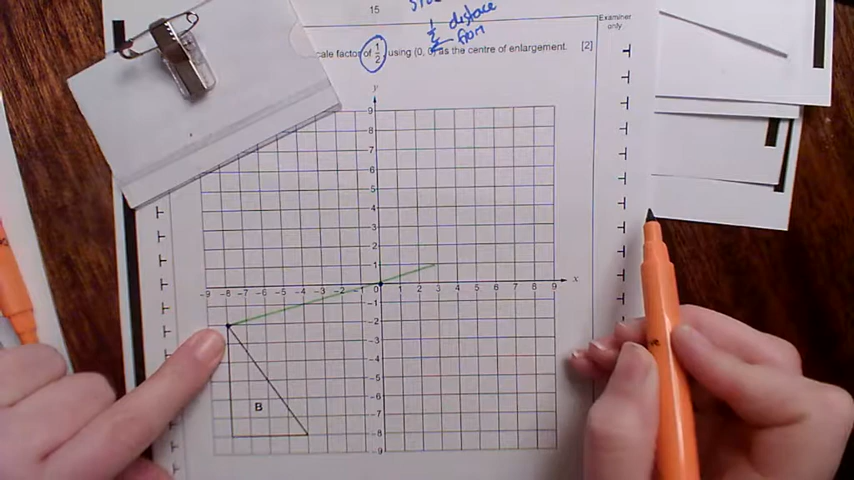 15
1/2 distance
from
cale factor of 1/2 using (0, 0) as the centre of enlargement. [2]
Examiner
only
y
9
8
7
6
5
4
3
2
1
-9 -8 -7 -6 -5 -4 -3 -2 -1 0 1 2 3 4 5 6 7 8 9 x
-1
-2
-3
-4
-5
-6
-7
-8
B